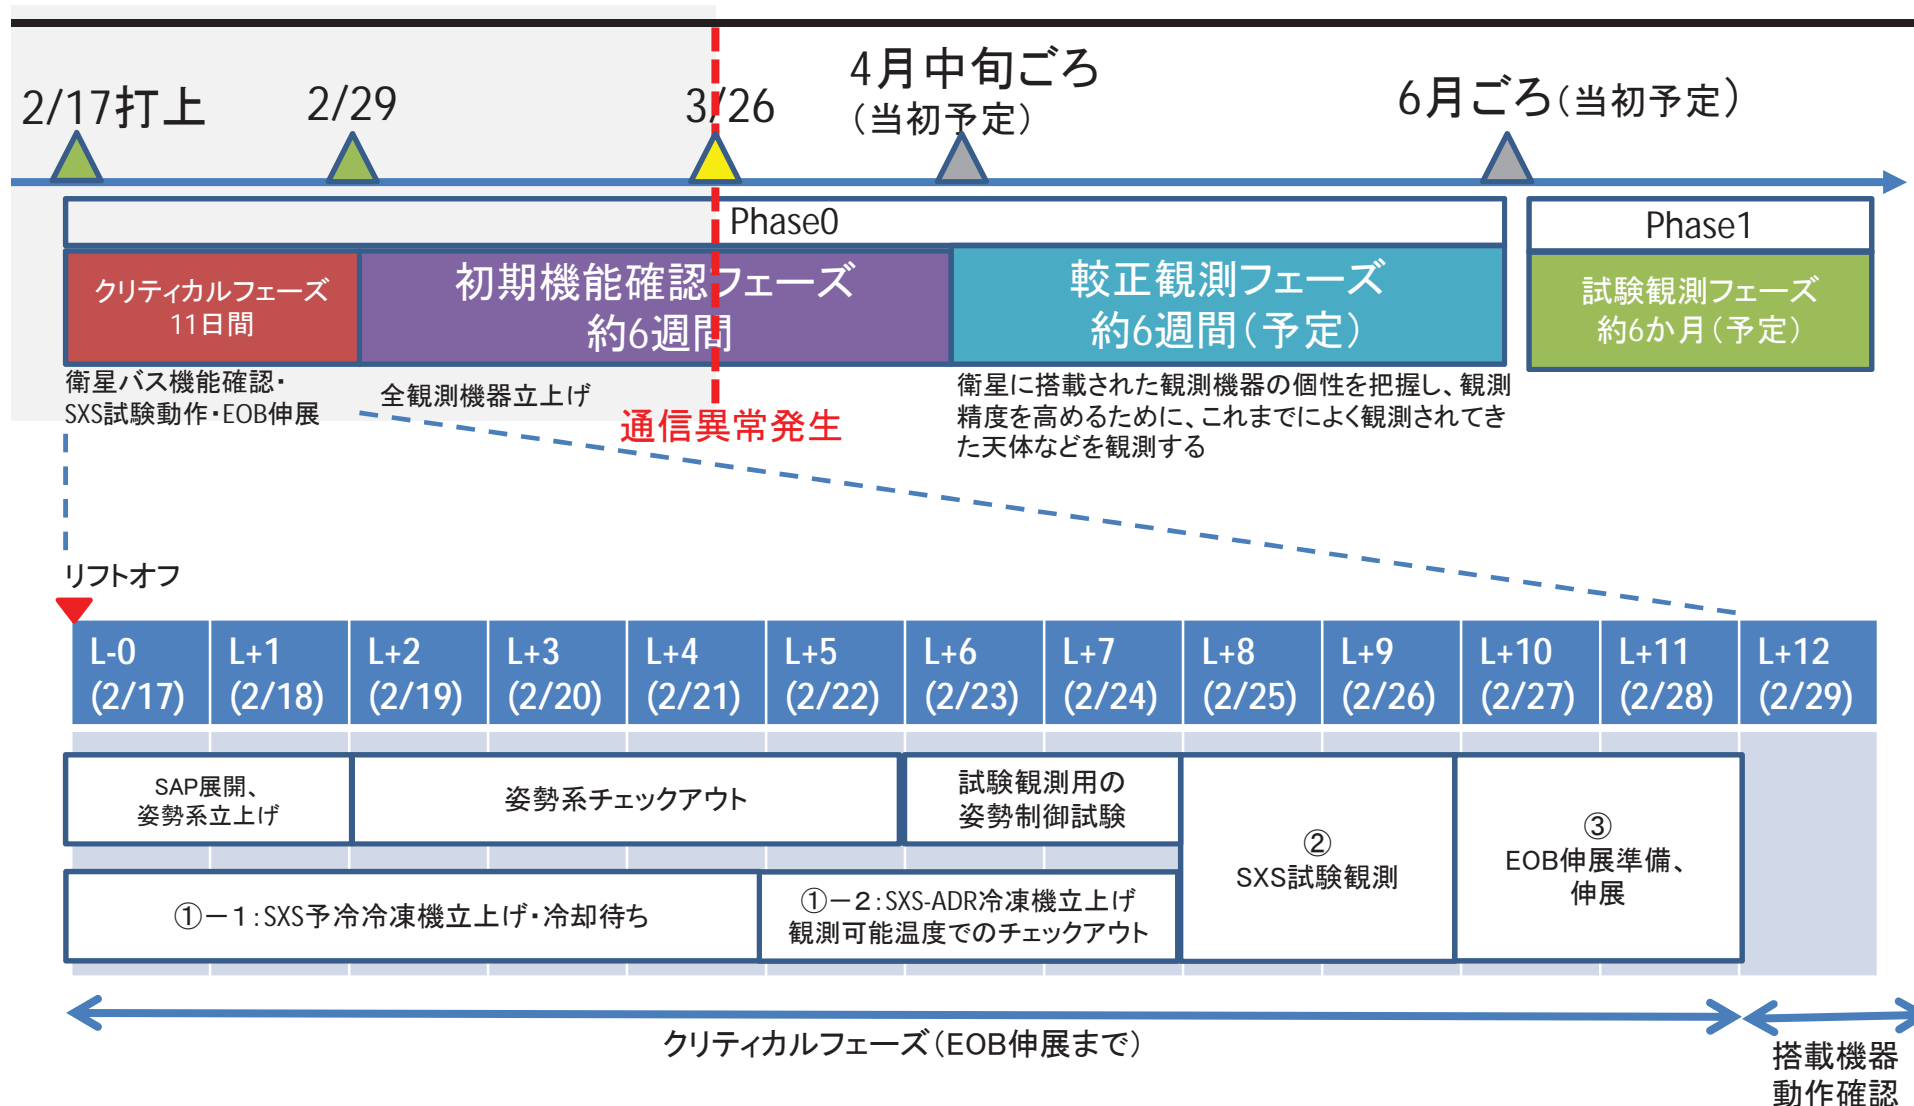 2/17打上
2/29
3/26
4月中旬ごろ
（当初予定）
6月ごろ（当初予定）
Phase0
Phase1
クリティカルフェーズ
11日間
初期機能確認フェーズ
約6週間
較正観測フェーズ
約6週間（予定）
試験観測フェーズ
約6か月（予定）
衛星バス機能確認・
SXS試験動作・EOB伸展
全観測機器立上げ
通信異常発生
衛星に搭載された観測機器の個性を把握し、観測
精度を高めるために、これまでによく観測されてき
た天体などを観測する
リフトオフ
L-0
(2/17)
L+1
(2/18)
L+2
(2/19)
L+3
(2/20)
L+4
(2/21)
L+5
(2/22)
L+6
(2/23)
L+7
(2/24)
L+8
(2/25)
L+9
(2/26)
L+10
(2/27)
L+11
(2/28)
L+12
(2/29)
SAP展開、
姿勢系立上げ
姿勢系チェックアウト
試験観測用の
姿勢制御試験
②
SXS試験観測
③
EOB伸展準備、
伸展
①－１：SXS予冷冷凍機立上げ・冷却待ち
①－２：SXS-ADR冷凍機立上げ
観測可能温度でのチェックアウト
クリティカルフェーズ（EOB伸展まで）
搭載機器
動作確認